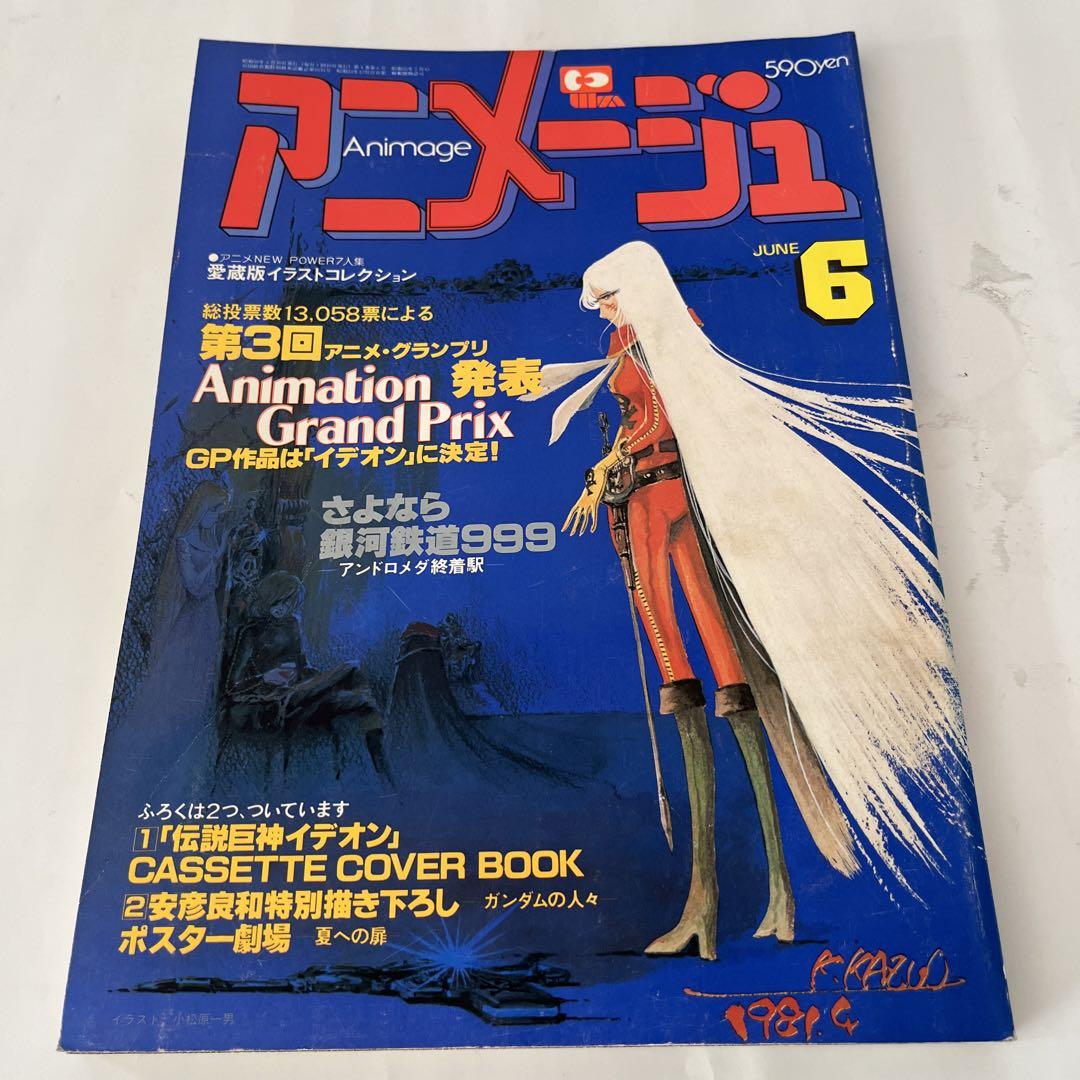 アニメージュ
Animage
590yen
JUNE 6
●アニメNEW POWER7人集
愛蔵版イラストコレクション
総投票数13,058票による
第3回アニメ・グランプリ
Animation 発表
Grand Prix
GP作品は「イデオン」に決定!
さよなら
銀河鉄道999
—アンドロメダ終着駅—
ふろくは2つ、ついています
1「伝説巨神イデオン」
CASSETTE COVER BOOK
2安彦良和特別描き下ろし —ガンダムの人々—
ポスター劇場 —夏への扉—
K.KAZUO
1981.4
イラスト・小松原一男